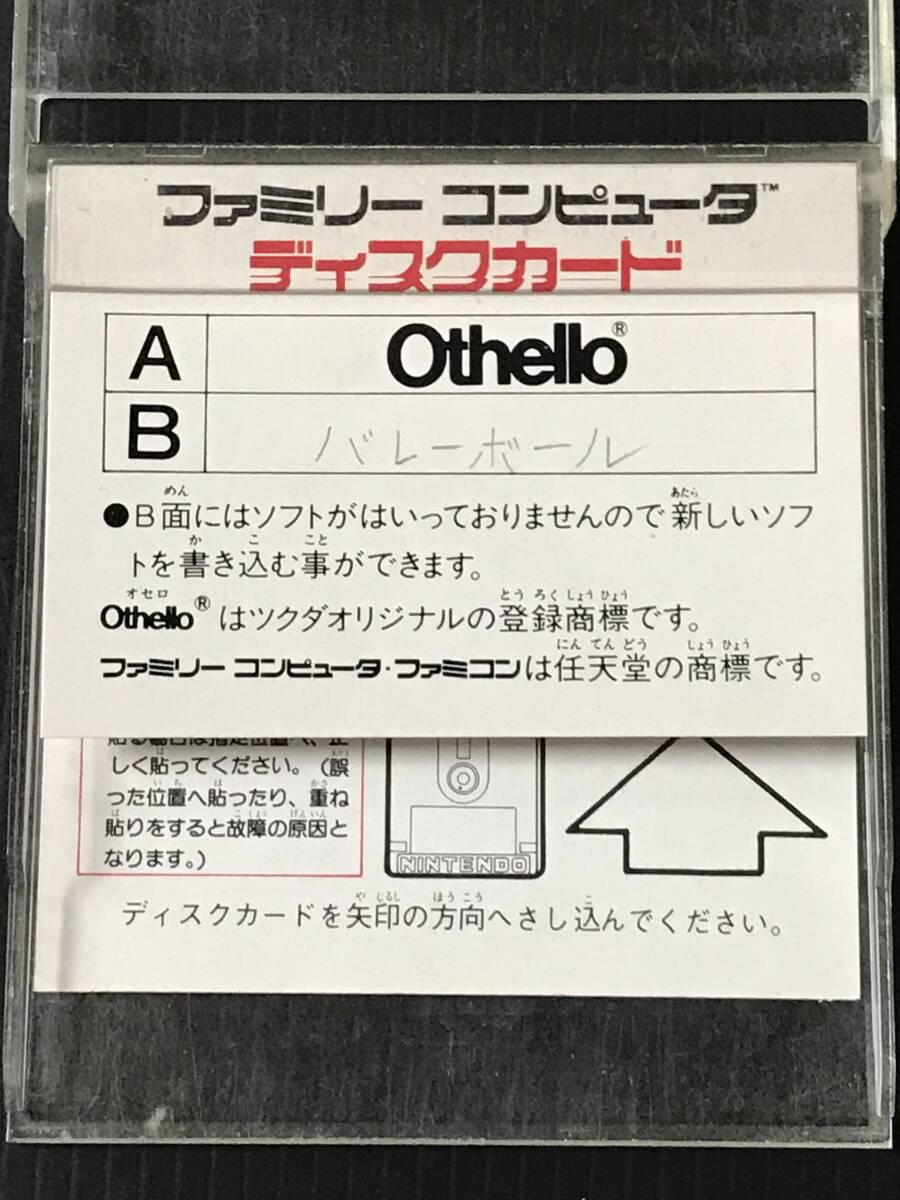 ファミリー コンピュータ™
ディスクカード
A Othello®
B バレーボール
●B面にはソフトがはいっておりませんので新しいソフ
トを書き込む事ができます。
Othello®はツクダオリジナルの登録商標です。
ファミリー コンピュータ・ファミコンは任天堂の商標です。
しく貼ってください。(誤
った位置へ貼ったり、重ね
貼りをすると故障の原因と
なります。)
NINTENDO
ディスクカードを矢印の方向へさし込んでください。